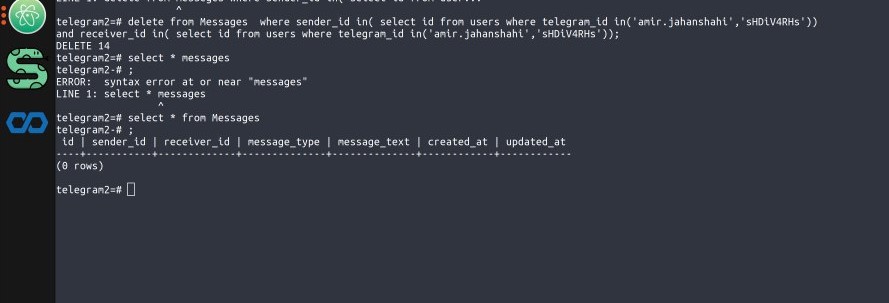 telegram2=# delete from Messages  where sender_id in( select id from users where telegram_id in('amir.jahanshahi','sHDiV4RHs'))
and receiver_id in( select id from users where telegram_id in('amir.jahanshahi','sHDiV4RHs'));
DELETE 14
telegram2=# select * messages
telegram2-# ;
ERROR:  syntax error at or near "messages"
LINE 1: select * messages
                 ^
telegram2=# select * from Messages
telegram2-# ;
 id | sender_id | receiver_id | message_type | message_text | created_at | updated_at
----+-----------+-------------+--------------+--------------+------------+------------
(0 rows)
telegram2=#